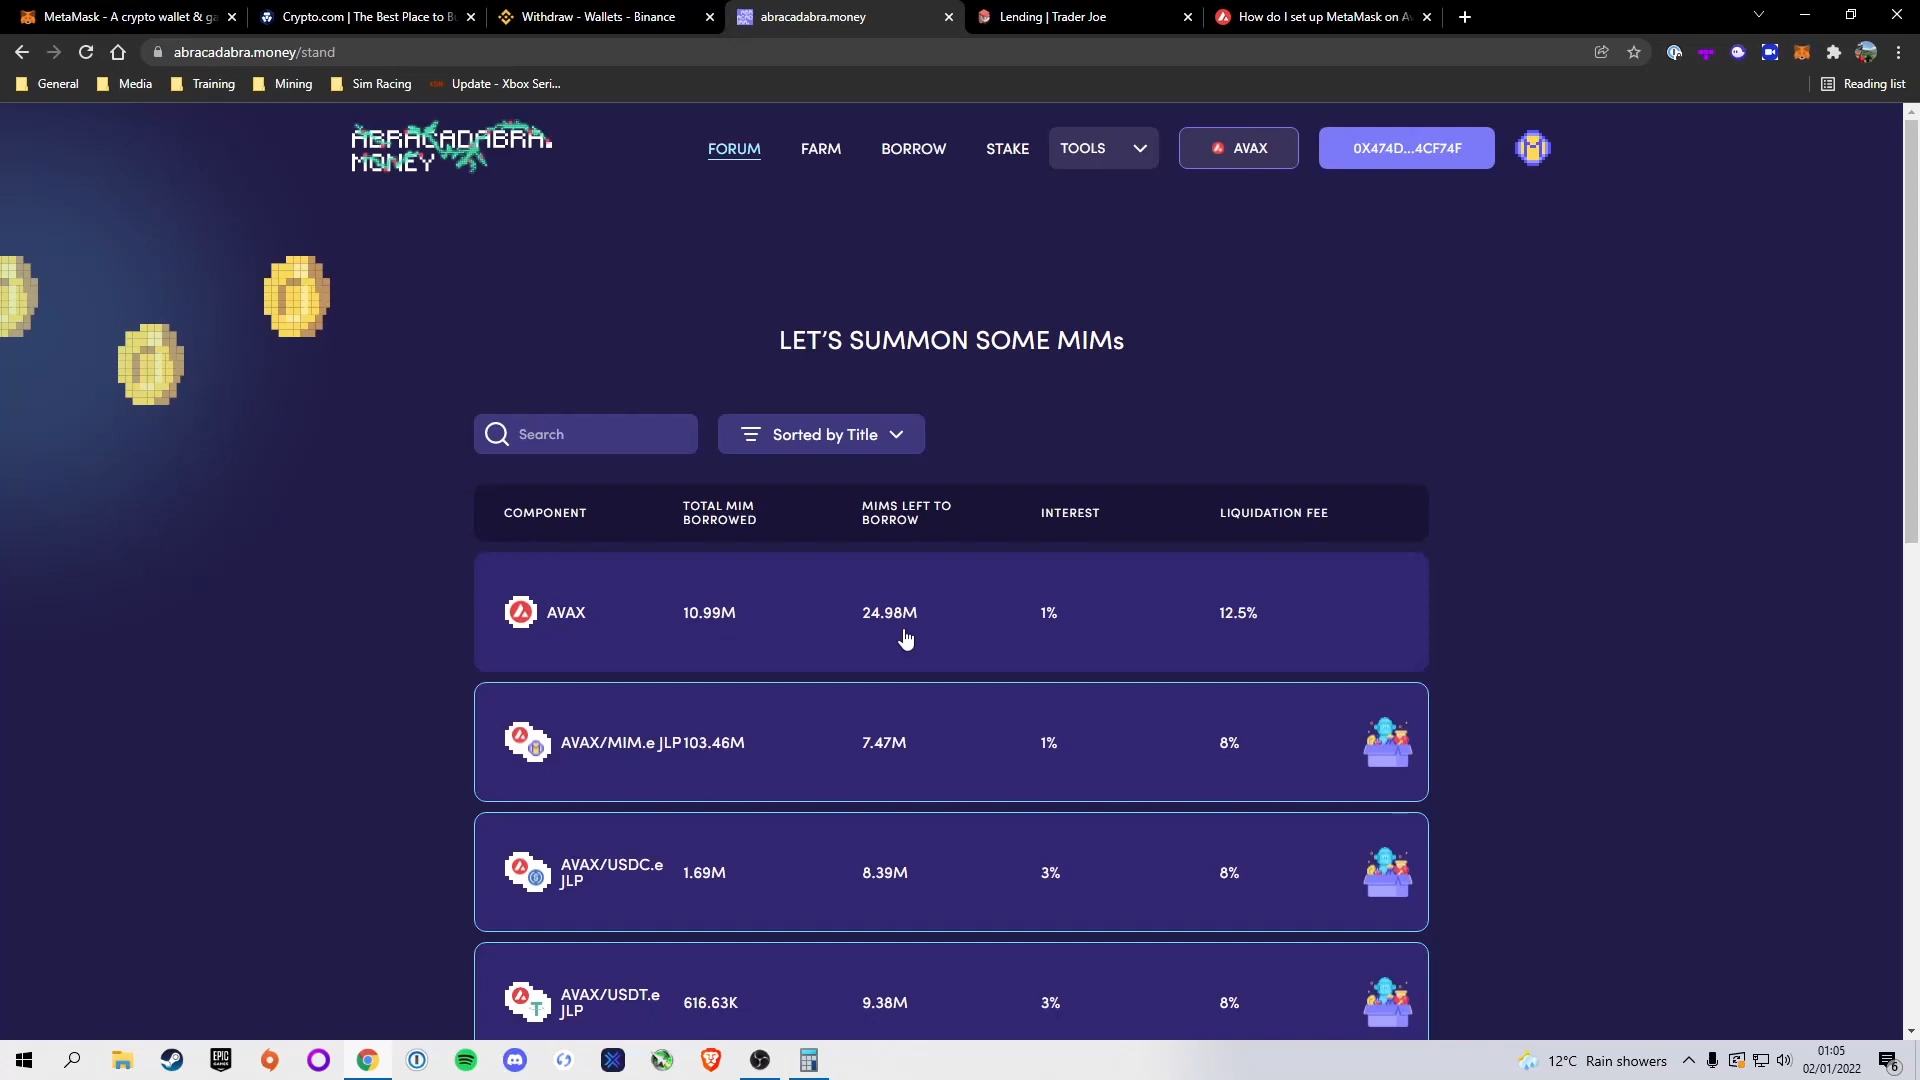 MetaMask - A crypto wallet & ga
Crypto.com | The Best Place to Bu
Withdraw - Wallets - Binance
abracadabra.money
Lending | Trader Joe
How do I set up MetaMask on Av
abracadabra.money/stand
General
Media
Training
Mining
Sim Racing
Update - Xbox Seri...
Reading list
ABRACADABRA.
MONEY
FORUM
FARM
BORROW
STAKE
TOOLS
AVAX
0X474D...4CF74F
LET'S SUMMON SOME MIMs
Search
Sorted by Title
COMPONENT
TOTAL MIM
BORROWED
MIMS LEFT TO
BORROW
INTEREST
LIQUIDATION FEE
AVAX
10.99M
24.98M
1%
12.5%
AVAX/MIM.e JLP
103.46M
7.47M
1%
8%
AVAX/USDC.e
JLP
1.69M
8.39M
3%
8%
AVAX/USDT.e
JLP
616.63K
9.38M
3%
8%
EPIC
GAMES
12°C Rain showers
01:05
02/01/2022
6